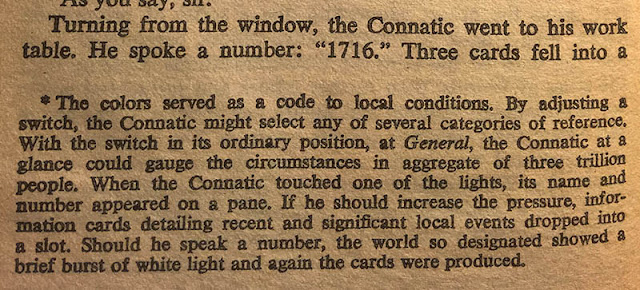 As you say, sir."
Turning from the window, the Connatic went to his work
table. He spoke a number: "1716." Three cards fell into a
* The colors served as a code to local conditions. By adjusting a
switch, the Connatic might select any of several categories of reference.
With the switch in its ordinary position, at General, the Connatic at a
glance could gauge the circumstances in aggregate of three trillion
people. When the Connatic touched one of the lights, its name and
number appeared on a pane. If he should increase the pressure, infor-
mation cards detailing recent and significant local events dropped into
a slot. Should he speak a number, the world so designated showed a
brief burst of white light and again the cards were produced.